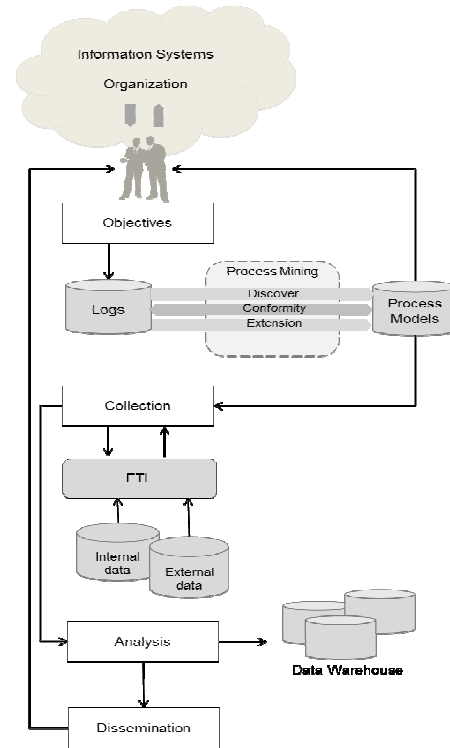 Information Systems
Organization
Objectives
Process Mining
Discover
Logs
Conformity
Process
Models
Extension
Collection
ETL
Internal
data
External
data
Analysis
Data Warehouse
Dissemination